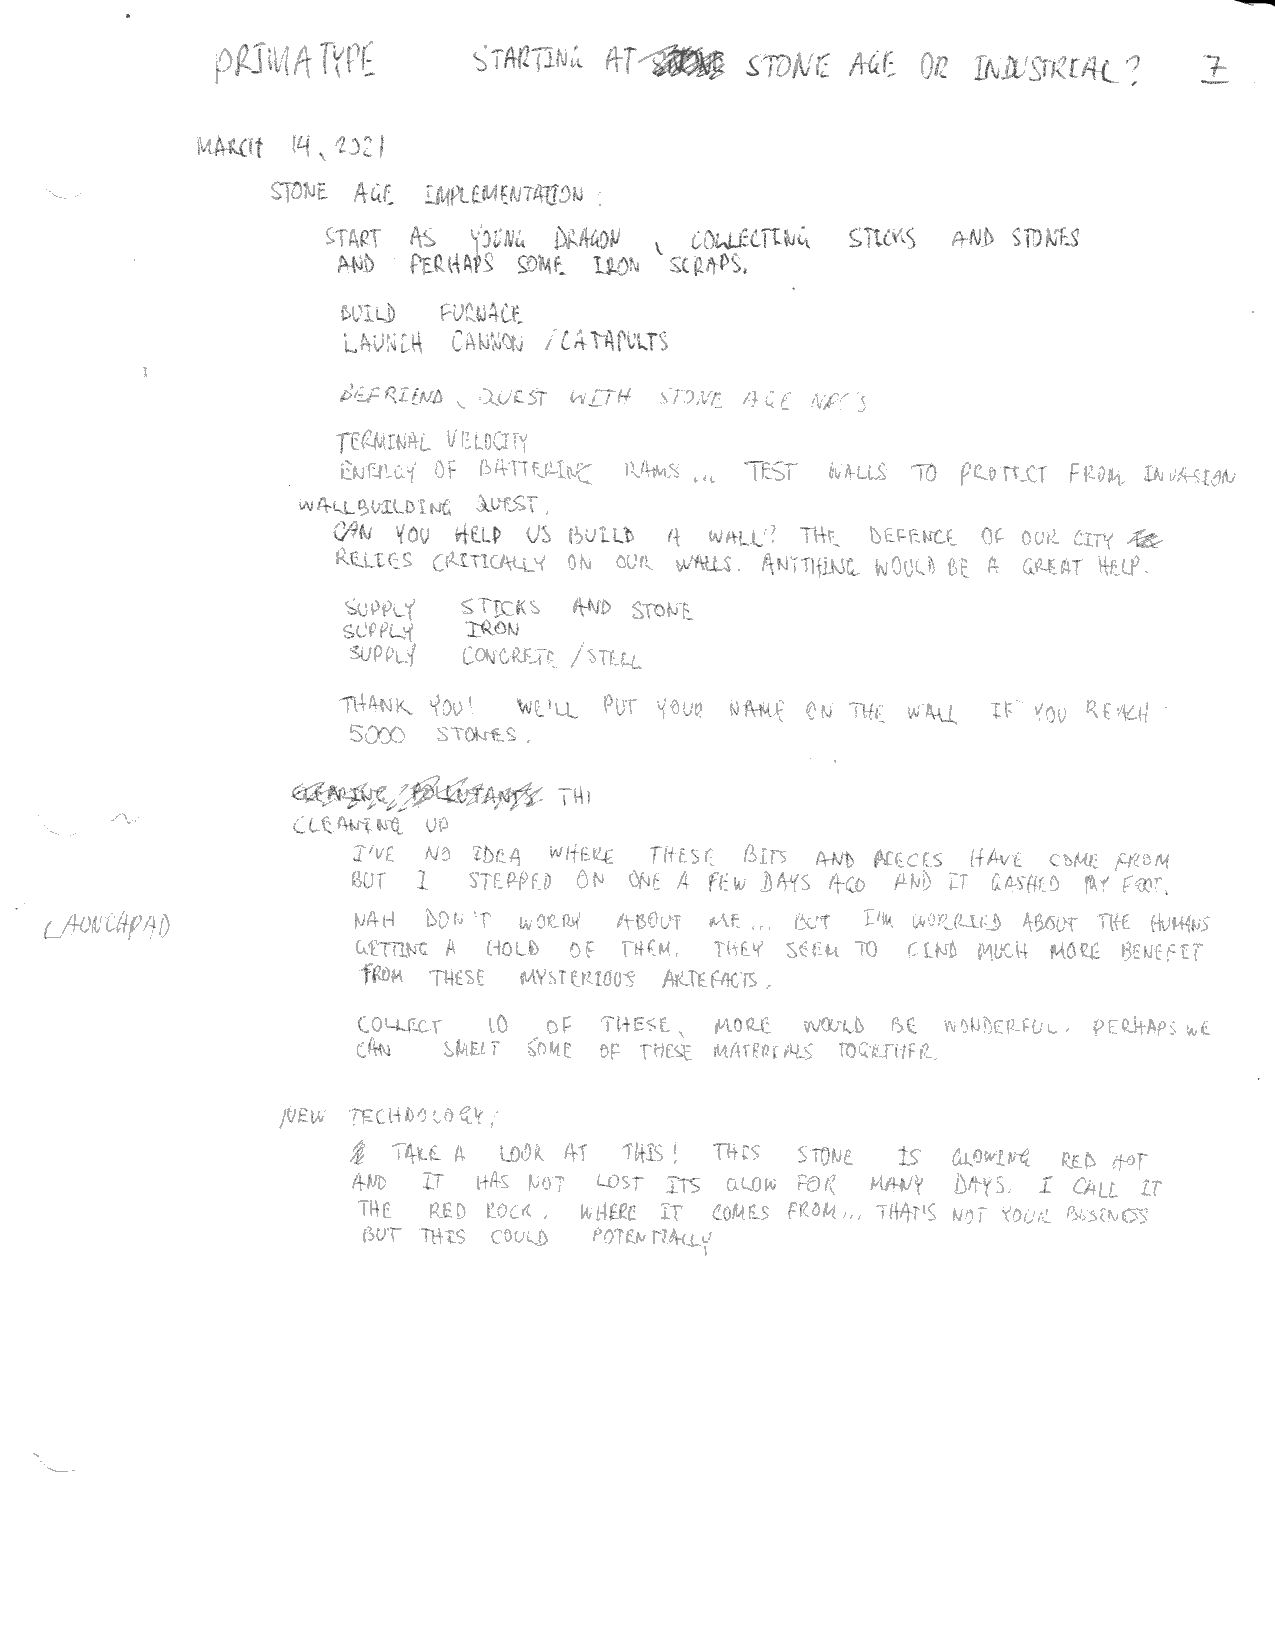 PRIMATYPE STARTING AT STONE STONE AGE OR INDUSTRIAL? 7
MARCH 14, 2021
STONE AGE IMPLEMENTATION:
START AS YOUNG DRAGON, COLLECTING STICKS AND STONES
AND PERHAPS SOME IRON SCRAPS.
BUILD FURNACE
LAUNCH CANNON / CATAPULTS
BEFRIEND, QUEST WITH STONE AGE NPC'S
TERMINAL VELOCITY
ENERGY OF BATTERING RAMS... TEST WALLS TO PROTECT FROM INVASION
WALLBUILDING QUEST.
CAN YOU HELP US BUILD A WALL? THE DEFENCE OF OUR CITY
RELIES CRITICALLY ON OUR WALLS. ANYTHING WOULD BE A GREAT HELP.
SUPPLY STICKS AND STONE
SUPPLY IRON
SUPPLY CONCRETE / STEEL
THANK YOU! WE'LL PUT YOUR NAME ON THE WALL IF YOU REACH
5000 STONES.
CLEARING POLLUTANTS. THI
CLEANING UP
I'VE NO IDEA WHERE THESE BITS AND PIECES HAVE COME FROM
BUT I STEPPED ON ONE A FEW DAYS AGO AND IT GASHED MY FOOT.
LAUNCHPAD
NAH DON'T WORRY ABOUT ME... BUT I'M WORRIED ABOUT THE HUMANS
GETTING A HOLD OF THEM. THEY SEEM TO FIND MUCH MORE BENEFIT
FROM THESE MYSTERIOUS ARTEFACTS.
COLLECT 10 OF THESE, MORE WOULD BE WONDERFUL. PERHAPS WE
CAN SMELT SOME OF THESE MATERIALS TOGETHER.
NEW TECHNOLOGY;
TAKE A LOOK AT THIS! THIS STONE IS GLOWING RED HOT
AND IT HAS NOT LOST ITS GLOW FOR MANY DAYS. I CALL IT
THE RED ROCK. WHERE IT COMES FROM... THAT'S NOT YOUR BUSINESS
BUT THIS COULD POTENTIALLY